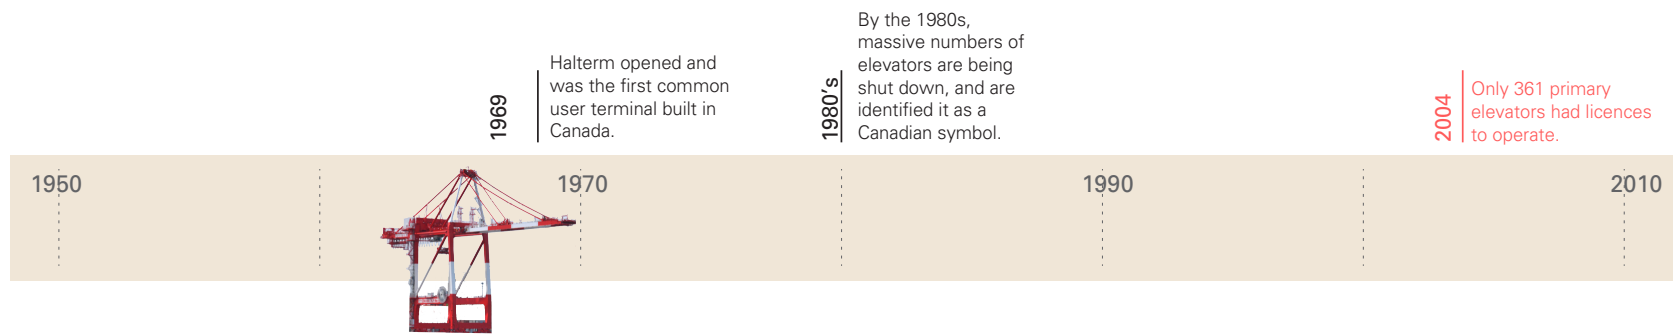 1969
Halterm opened and
was the first common
user terminal built in
Canada.
1980's
By the 1980s,
massive numbers of
elevators are being
shut down, and are
identified it as a
Canadian symbol.
2004
Only 361 primary
elevators had licences
to operate.
1950
1970
1990
2010